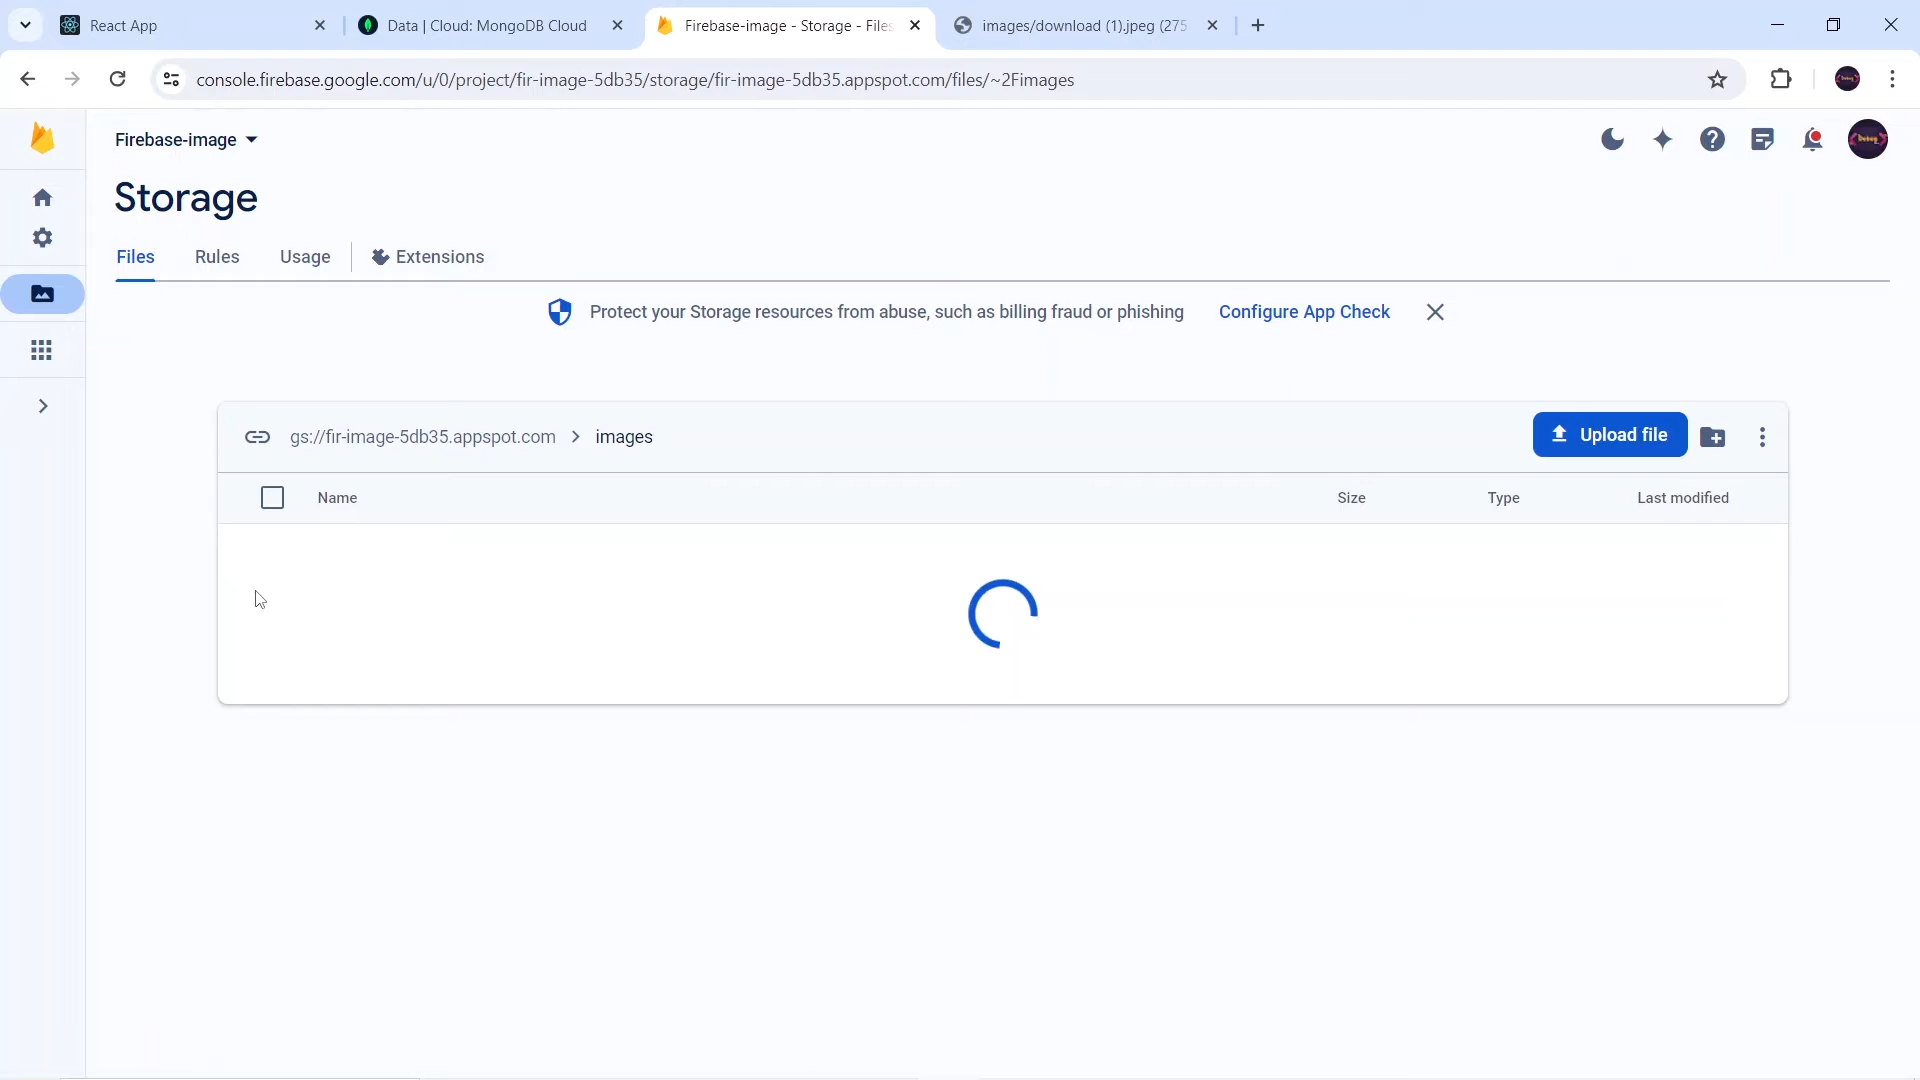 React App
Data | Cloud: MongoDB Cloud
Firebase-image - Storage - Files
images/download (1).jpeg (275
console.firebase.google.com/u/0/project/fir-image-5db35/storage/fir-image-5db35.appspot.com/files/~2Fimages
Firebase-image
Storage
Files
Rules
Usage
Extensions
Protect your Storage resources from abuse, such as billing fraud or phishing
Configure App Check
gs://fir-image-5db35.appspot.com
images
Upload file
Name
Size
Type
Last modified